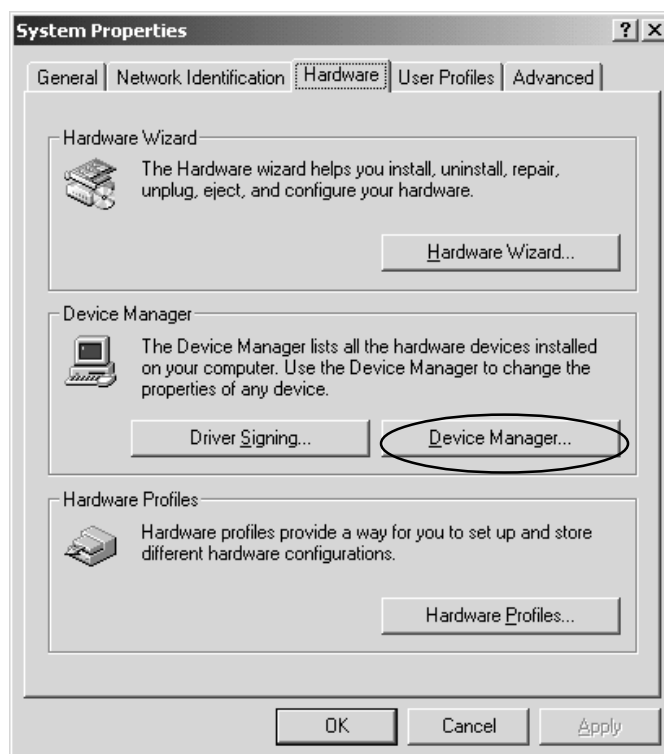 System Properties
? X
General Network Identification Hardware User Profiles Advanced
Hardware Wizard
The Hardware wizard helps you install, uninstall, repair,
unplug, eject, and configure your hardware.
Hardware Wizard...
Device Manager
The Device Manager lists all the hardware devices installed
on your computer. Use the Device Manager to change the
properties of any device.
Driver Signing... Device Manager...
Hardware Profiles
Hardware profiles provide a way for you to set up and store
different hardware configurations.
Hardware Profiles...
OK Cancel Apply